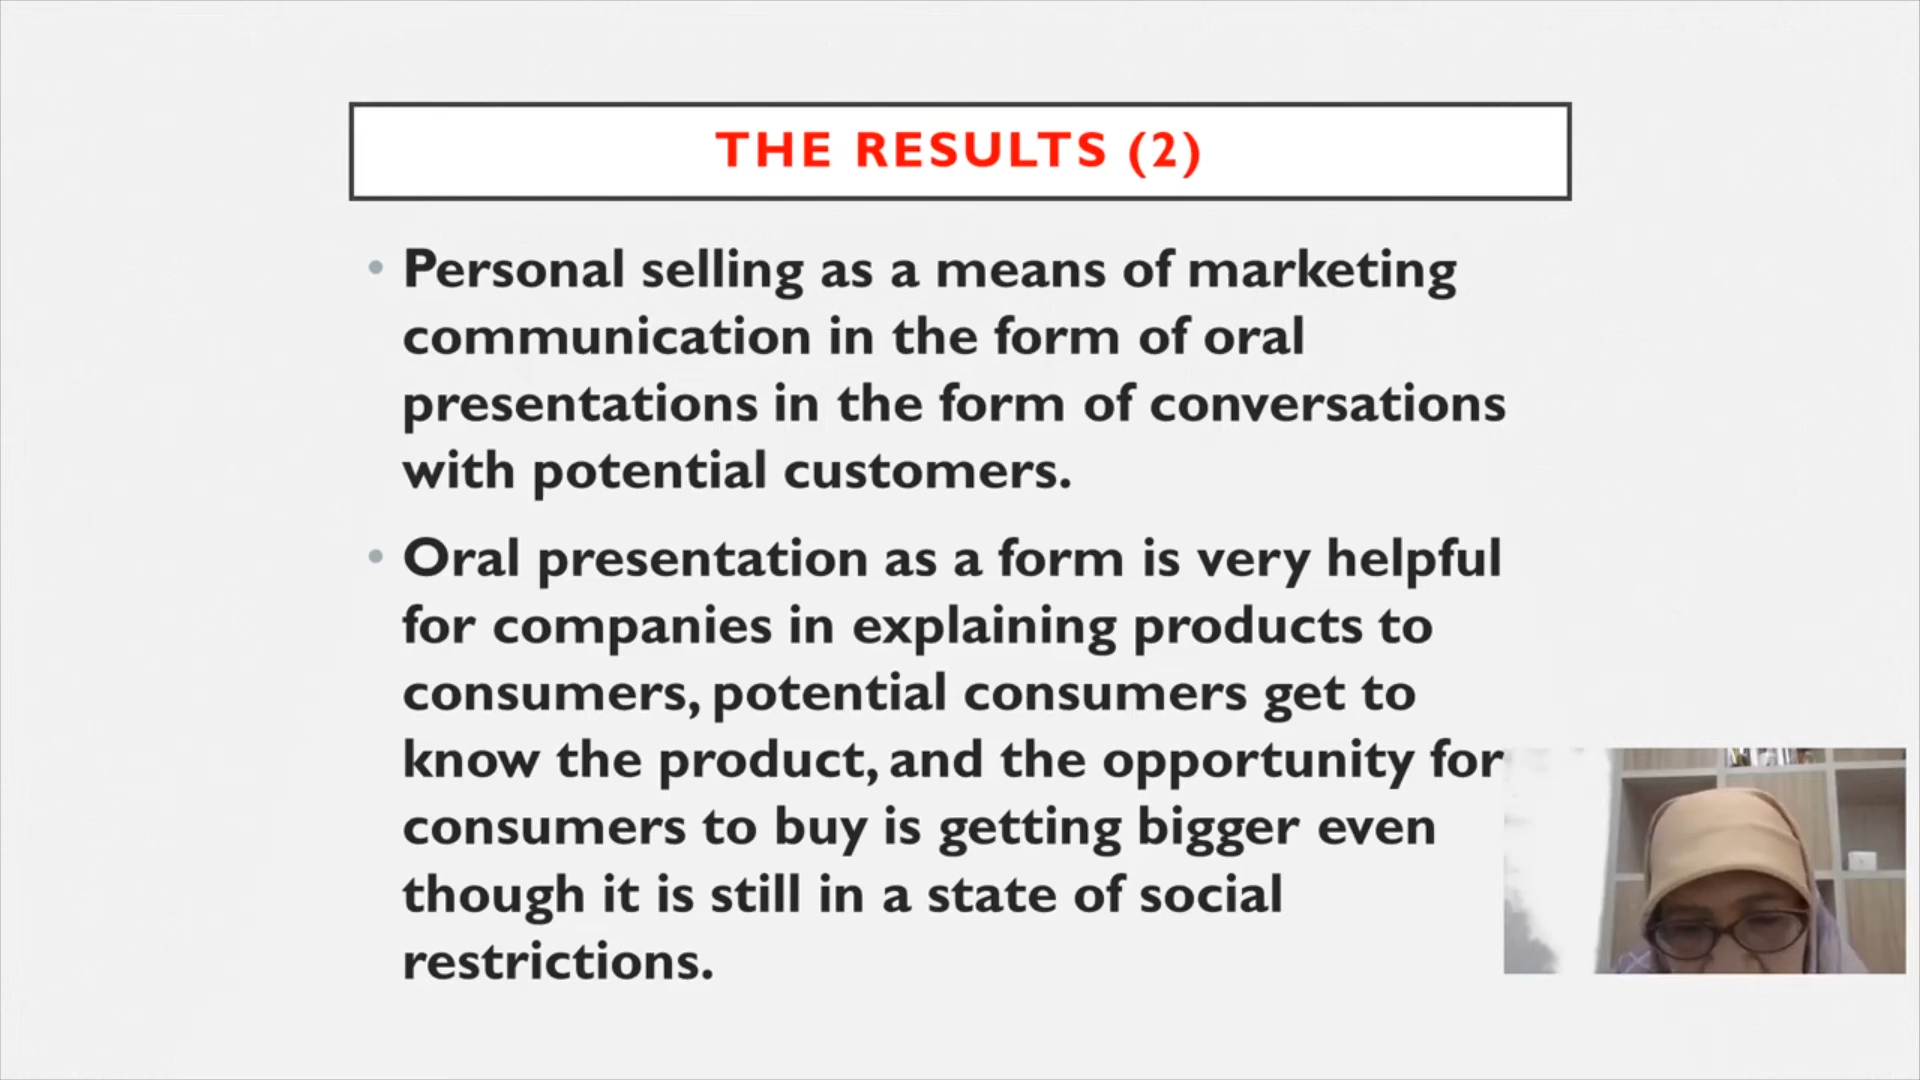 THE RESULTS (2)
• Personal selling as a means of marketing
communication in the form of oral
presentations in the form of conversations
with potential customers.
• Oral presentation as a form is very helpful
for companies in explaining products to
consumers, potential consumers get to
know the product, and the opportunity for
consumers to buy is getting bigger even
though it is still in a state of social
restrictions.